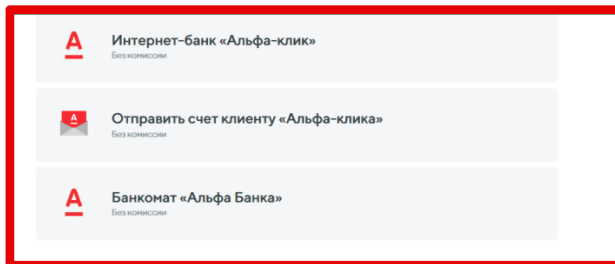 Интернет-банк «Альфа-клик»
Без комиссии
Отправить счет клиенту «Альфа-клика»
Без комиссии
Банкомат «Альфа Банка»
Без комиссии